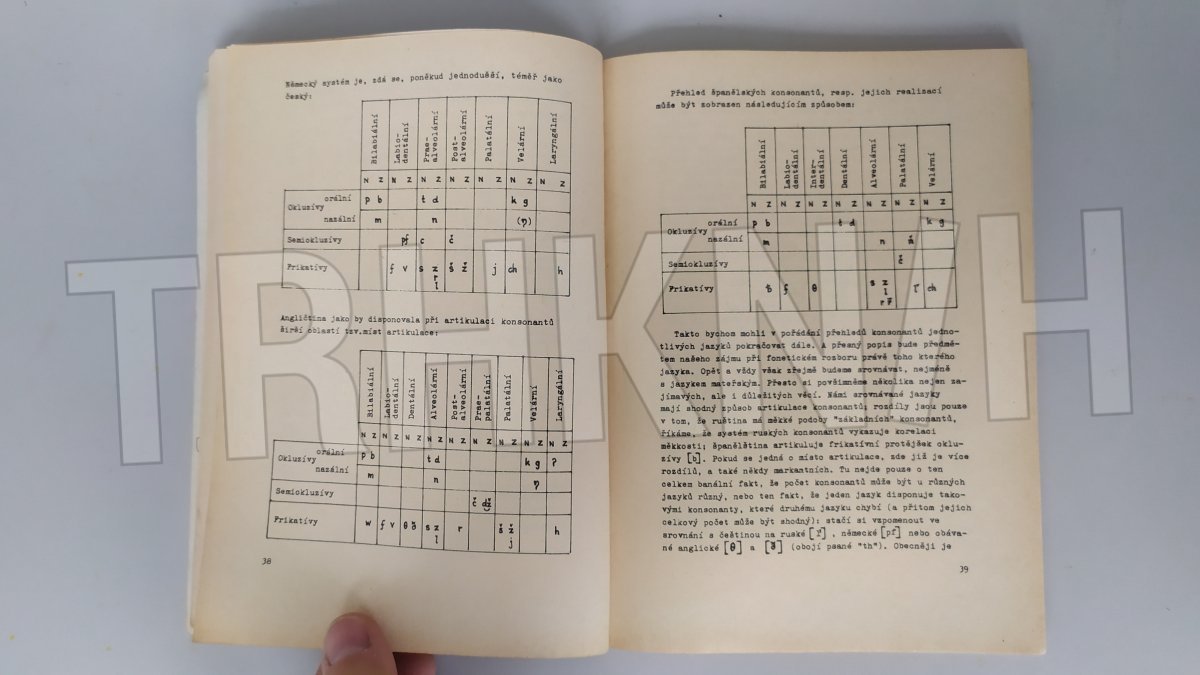 Německý systém je, zdá se, poněkud jednodušší, téměř jako
český:
Bilabiální Labio-dentální Prae-alveolární Post-alveolární Palatální Velární Laryngální
N Z N Z N Z N Z N Z N Z N Z
Okluzívy orální p b t d k g
nazální m n (ŋ)
Semiokluzívy pf c č
Frikatívy f v s z š ž j ch h
r
l
Angličtina jako by disponovala při artikulaci konsonantů
širší oblastí tzv.míst artikulace:
Bilabiální Labio-dentální Dentální Alveolární Post-alveolární Prae-palatální Palatální Velární Laryngální
N Z N Z N Z N Z N Z N Z N Z N Z N Z
Okluzívy orální p b t d k g ʔ
nazální m n ŋ
Semiokluzívy č dž
Frikatívy w f v θ ð s z r š ž h
l j
38
Přehled španělských konsonantů, resp. jejich realizací
může být zobrazen následujícím způsobem:
Bilabiální Labio-dentální Inter-dentální Dentální Alveolární Palatální Velární
N Z N Z N Z N Z N Z N Z N Z
Okluzívy orální p b t d k g
nazální m n ň
Semiokluzívy č
Frikatívy ƀ f θ s z ch
l
r
Takto bychom mohli v pořádání přehledů konsonantů jedno-
tlivých jazyků pokračovat dále. A přesný popis bude předmě-
tem našeho zájmu při fonetickém rozboru právě toho kterého
jazyka. Opět a vždy však zřejmě budeme srovnávat, nejméně
s jazykem mateřským. Přesto si povšimněme několika nejen za-
jímavých, ale i důležitých věcí. Námi srovnávané jazyky
mají shodný způsob artikulace konsonantů; rozdíly jsou pouze
v tom, že ruština má měkké podoby "základních" konsonantů,
říkáme, že systém ruských konsonantů vykazuje korelaci
měkkosti; španělština artikuluje frikatívní protějšek oklu-
zívy [b]. Pokud se jedná o místo artikulace, zde již je více
rozdílů, a také někdy markantních. Tu nejde pouze o ten
celkem banální fakt, že počet konsonantů může být u různých
jazyků různý, nebo ten fakt, že jeden jazyk disponuje tako-
vými konsonanty, které druhému jazyku chybí (a přitom jejich
celkový počet může být shodný): stačí si vzpomenout ve
srovnání s češtinou na ruské , německé [pf] nebo obáva-
né anglické [θ] a [ð] (obojí psané "th"). Obecněji je
39
TRHKNVH